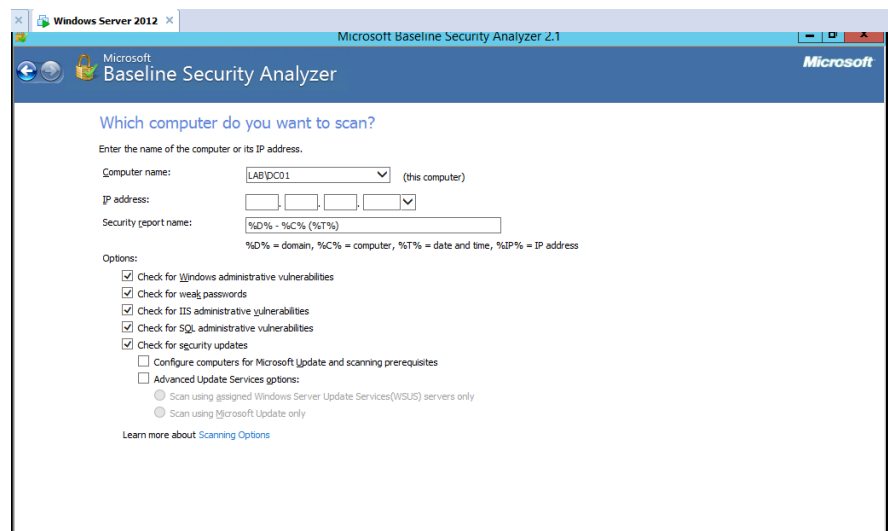 Windows Server 2012
Microsoft Baseline Security Analyzer 2.1
Microsoft
Baseline Security Analyzer
Microsoft
Which computer do you want to scan?
Enter the name of the computer or its IP address.
Computer name:
LAB\DC01
(this computer)
IP address:
. . .
Security report name:
%D% - %C% (%T%)
%D% = domain, %C% = computer, %T% = date and time, %IP% = IP address
Options:
Check for Windows administrative vulnerabilities
Check for weak passwords
Check for IIS administrative vulnerabilities
Check for SQL administrative vulnerabilities
Check for security updates
Configure computers for Microsoft Update and scanning prerequisites
Advanced Update Services options:
Scan using assigned Windows Server Update Services(WSUS) servers only
Scan using Microsoft Update only
Learn more about Scanning Options